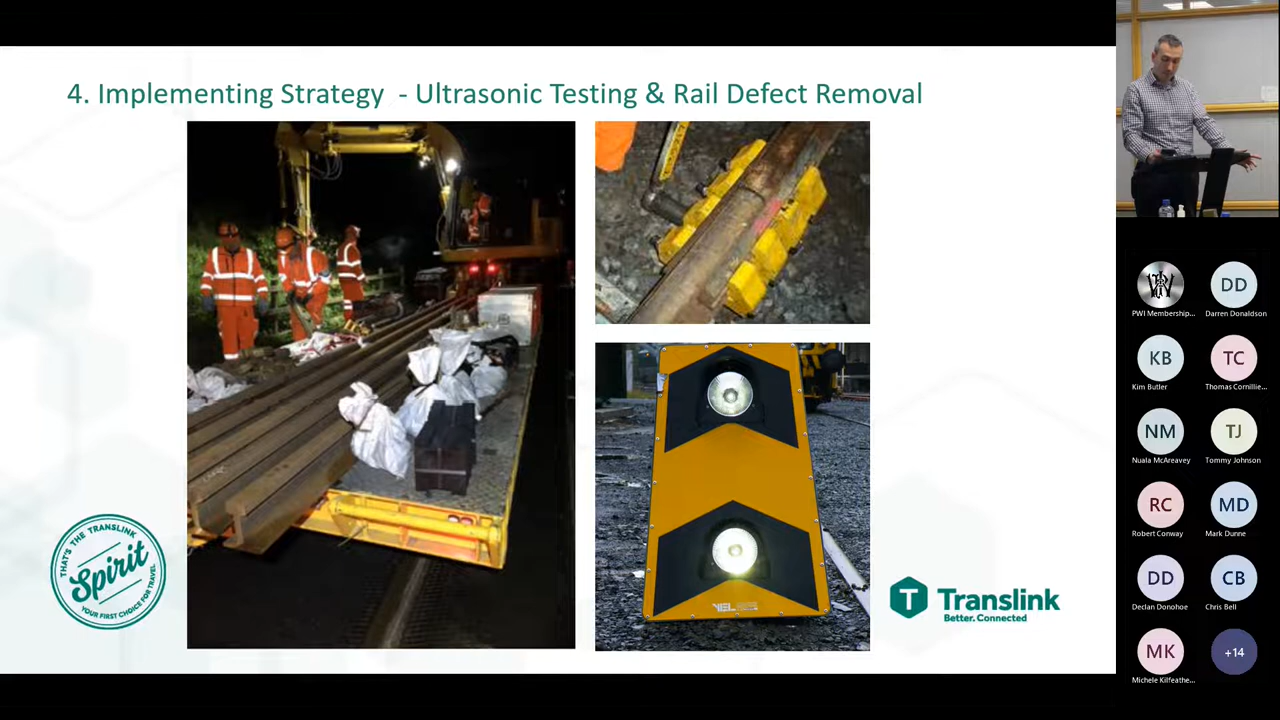 4. Implementing Strategy - Ultrasonic Testing & Rail Defect Removal
THAT'S THE TRANSLINK
Spirit
YOUR FIRST CHOICE FOR TRAVEL
T
Translink
Better. Connected
PWI Membership...
DD
Darren Donaldson
KB
Kim Butler
TC
Thomas Cornillie...
NM
Nuala McAreavey
TJ
Tommy Johnson
RC
Robert Conway
MD
Mark Dunne
DD
Declan Donohoe
CB
Chris Bell
MK
Michele Kilfeathe...
+14